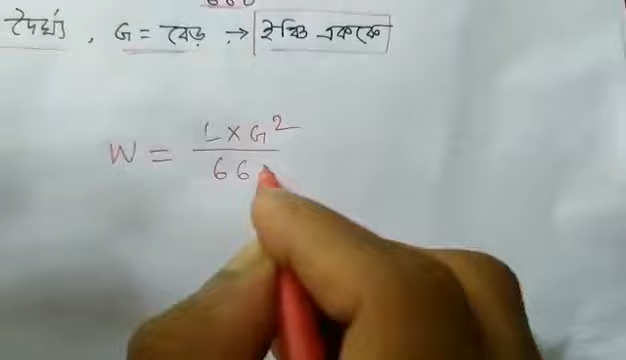 দৈর্ঘ্য, G = বেড় → ইঞ্চি এককে
W = L × G²
66